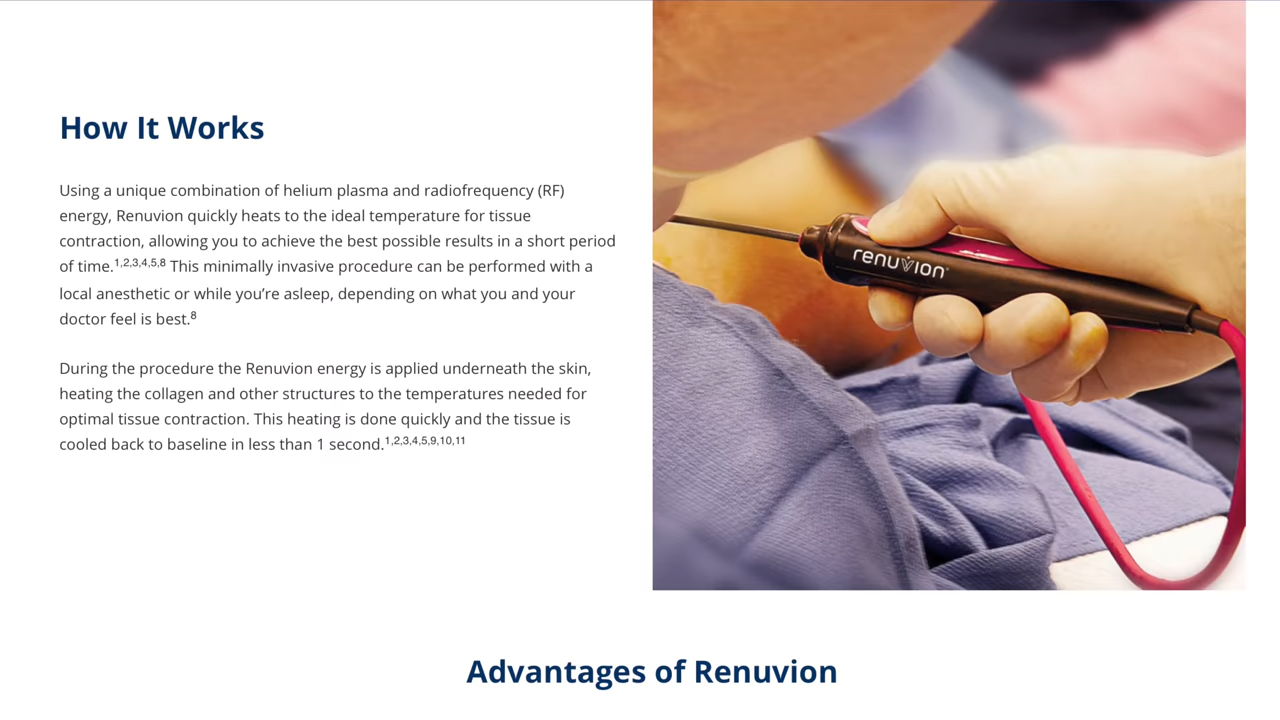 How It Works
Using a unique combination of helium plasma and radiofrequency (RF)
energy, Renuvion quickly heats to the ideal temperature for tissue
contraction, allowing you to achieve the best possible results in a short period
of time.1,2,3,4,5,8 This minimally invasive procedure can be performed with a
local anesthetic or while you’re asleep, depending on what you and your
doctor feel is best.8
During the procedure the Renuvion energy is applied underneath the skin,
heating the collagen and other structures to the temperatures needed for
optimal tissue contraction. This heating is done quickly and the tissue is
cooled back to baseline in less than 1 second.1,2,3,4,5,9,10,11
renuvion
Advantages of Renuvion